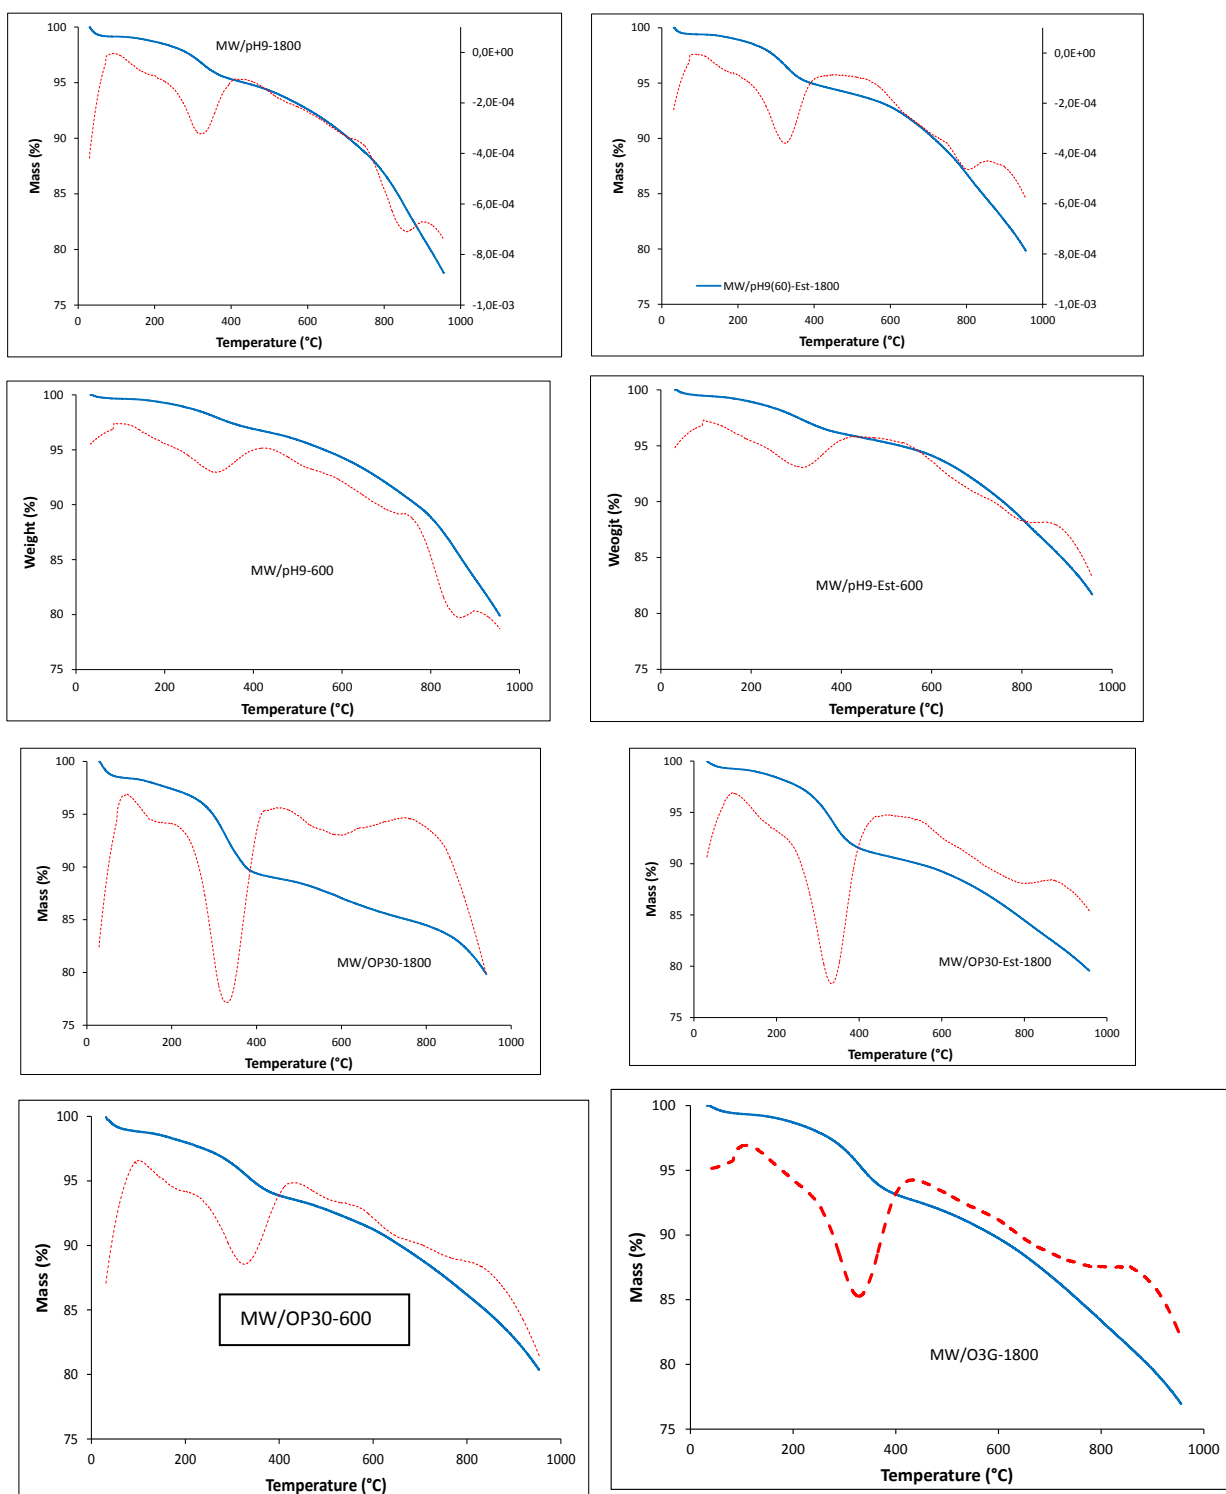 MW/pH9-1800
Mass (%)
100
95
90
85
80
75
0,0E+00
-2,0E-04
-4,0E-04
-6,0E-04
-8,0E-04
-1,0E-03
0 200 400 600 800 1000
Temperature (°C)
Mass (%)
100
95
90
85
80
75
0,0E+00
-2,0E-04
-4,0E-04
-6,0E-04
-8,0E-04
-1,0E-03
MW/pH9(60)-Est-1800
0 200 400 600 800 1000
Temperature (°C)
Weight (%)
100
95
90
85
80
75
MW/pH9-600
0 200 400 600 800 1000
Temperature (°C)
Weogjt (%)
100
95
90
85
80
75
MW/pH9-Est-600
0 200 400 600 800 1000
Temperature (°C)
Mass (%)
100
95
90
85
80
75
MW/OP30-1800
0 200 400 600 800 1000
Temperature (°C)
Mass (%)
100
95
90
85
80
75
MW/OP30-Est-1800
0 200 400 600 800 1000
Temperature (°C)
Mass (%)
100
95
90
85
80
75
MW/OP30-600
0 200 400 600 800 1000
Temperature (°C)
Mass (%)
100
95
90
85
80
75
MW/O3G-1800
0 200 400 600 800 1000
Temperature (°C)